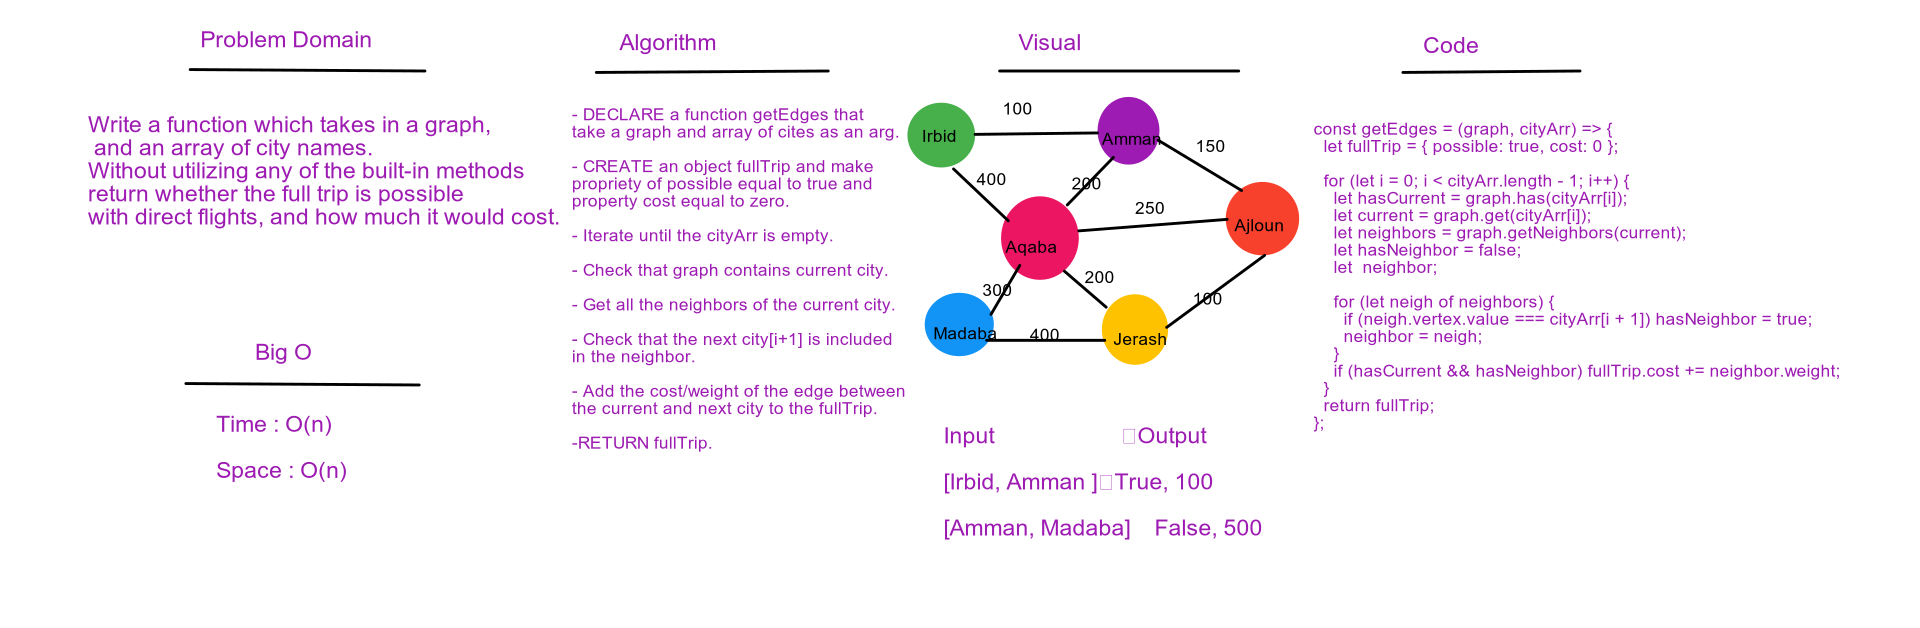 Problem Domain
Write a function which takes in a graph,
and an array of city names.
Without utilizing any of the built-in methods
return whether the full trip is possible
with direct flights, and how much it would cost.
Big O
Time : O(n)
Space : O(n)
Algorithm
- DECLARE a function getEdges that
take a graph and array of cites as an arg.
- CREATE an object fullTrip and make
propriety of possible equal to true and
property cost equal to zero.
- Iterate until the cityArr is empty.
- Check that graph contains current city.
- Get all the neighbors of the current city.
- Check that the next city[i+1] is included
in the neighbor.
- Add the cost/weight of the edge between
the current and next city to the fullTrip.
-RETURN fullTrip.
Visual
100
Irbid
Amman
150
400
200
250
Ajloun
Aqaba
200
300
100
Madaba
400
Jerash
Input Output
[Irbid, Amman ] True, 100
[Amman, Madaba] False, 500
Code
const getEdges = (graph, cityArr) => {
let fullTrip = { possible: true, cost: 0 };
for (let i = 0; i < cityArr.length - 1; i++) {
let hasCurrent = graph.has(cityArr[i]);
let current = graph.get(cityArr[i]);
let neighbors = graph.getNeighbors(current);
let hasNeighbor = false;
let  neighbor;
for (let neigh of neighbors) {
if (neigh.vertex.value === cityArr[i + 1]) hasNeighbor = true;
neighbor = neigh;
}
if (hasCurrent && hasNeighbor) fullTrip.cost += neighbor.weight;
}
return fullTrip;
};